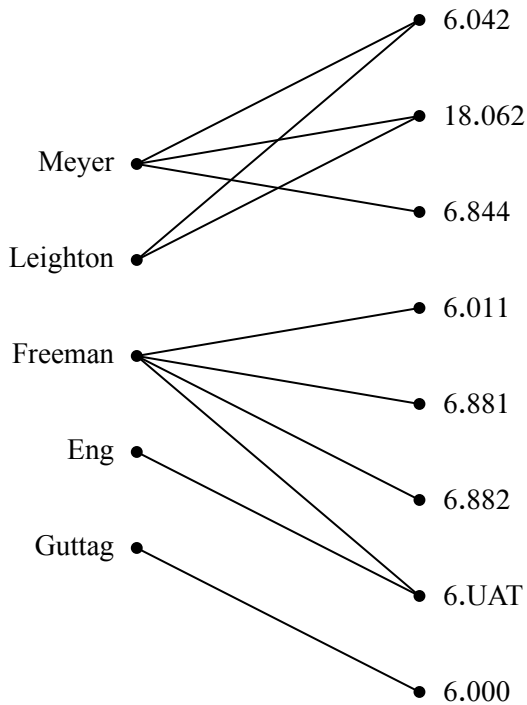 Meyer
Leighton
Freeman
Eng
Guttag
6.042
18.062
6.844
6.011
6.881
6.882
6.UAT
6.000